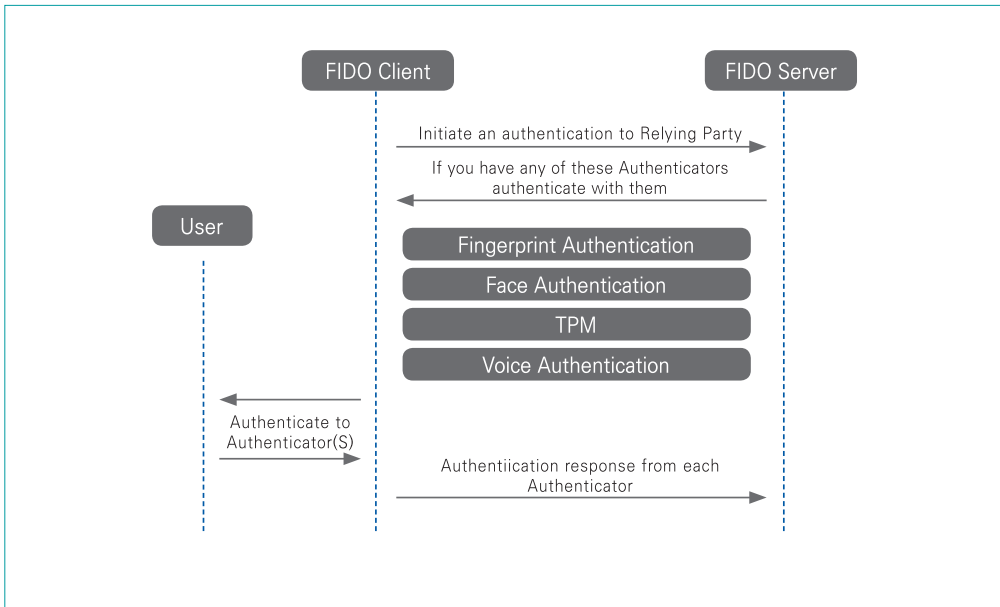 FIDO Client
FIDO Server
Initiate an authentication to Relying Party
If you have any of these Authenticators
authenticate with them
User
Fingerprint Authentication
Face Authentication
TPM
Voice Authentication
Authenticate to
Authenticator(S)
Authentiication response from each
Authenticator